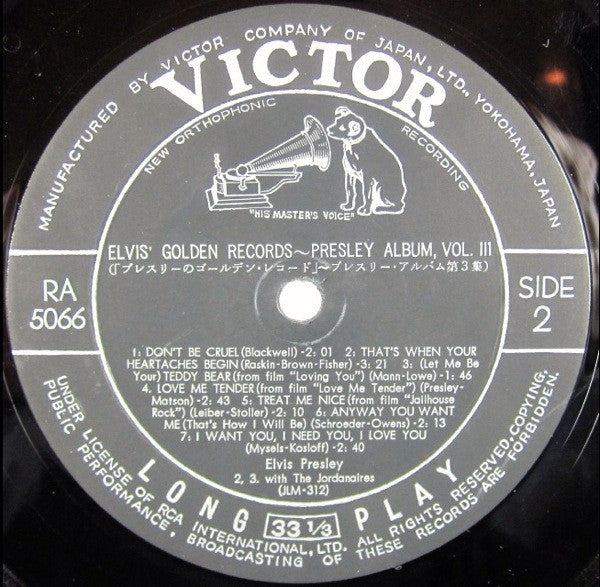 MANUFACTURED BY VICTOR COMPANY OF JAPAN, LTD., YOKOHAMA, JAPAN
VICTOR
NEW ORTHOPHONIC RECORDING
"HIS MASTER'S VOICE"
ELVIS' GOLDEN RECORDS~PRESLEY ALBUM, VOL. III
(「プレスリーのゴールデン・レコード」~プレスリー・アルバム第3集)
RA
5066
SIDE
2
1: DON'T BE CRUEL (Blackwell)-2: 01 2: THAT'S WHEN YOUR
HEARTACHES BEGIN (Raskin-Brown-Fisher)-3: 21 3: (Let Me Be
Your) TEDDY BEAR (from film "Loving You") (Mann-Lowe)-1: 46
4: LOVE ME TENDER (from film "Love Me Tender") (Presley-
Matson)-2: 43 5: TREAT ME NICE (from film "Jailhouse
Rock") (Leiber-Stoller)-2: 10 6: ANYWAY YOU WANT
ME (That's How I Will Be) (Schroeder-Owens)-2: 13
7: I WANT YOU, I NEED YOU, I LOVE YOU
(Mysels-Kosloff)-2: 40
Elvis Presley
2, 3. with The Jordanaires
(JLM-312)
LONG 33 1/3 PLAY
UNDER LICENSE OF RCA INTERNATIONAL, LTD. ALL RIGHTS RESERVED, COPYING,
PUBLIC PERFORMANCE, BROADCASTING OF THESE RECORDS ARE FORBIDDEN.